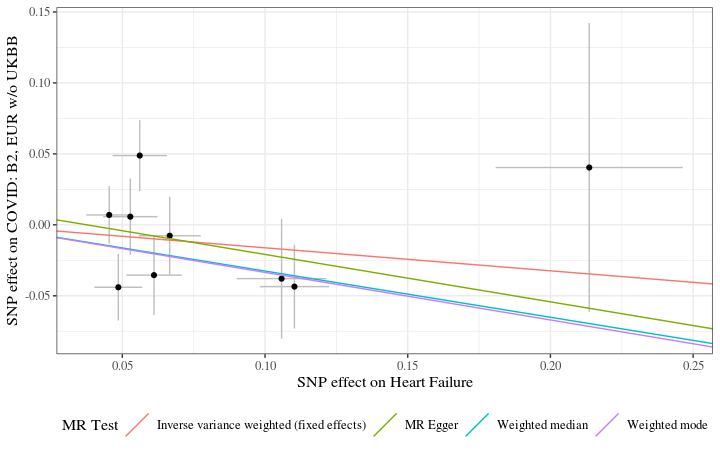 0.15
0.10
0.05
0.00
-0.05
SNP effect on COVID: B2, EUR w/o UKBB
0.05 0.10 0.15 0.20 0.25
SNP effect on Heart Failure
MR Test Inverse variance weighted (fixed effects) MR Egger Weighted median Weighted mode